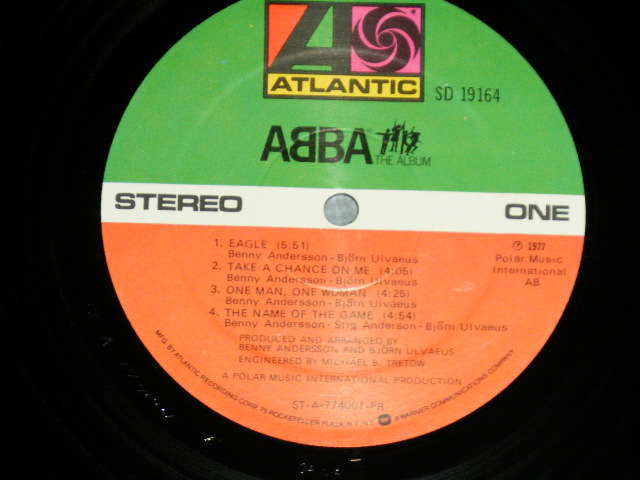 ATLANTIC
SD 19164
ABBA
THE ALBUM
STEREO
ONE
1. EAGLE (5:51)
Benny Andersson - Björn Ulvaeus
2. TAKE A CHANCE ON ME (4:05)
Benny Andersson - Björn Ulvaeus
3. ONE MAN, ONE WOMAN (4:25)
Benny Andersson - Björn Ulvaeus
4. THE NAME OF THE GAME (4:54)
Benny Andersson - Stig Anderson - Björn Ulvaeus
℗ 1977
Polar Music
International
AB
PRODUCED AND ARRANGED BY
BENNY ANDERSSON AND BJÖRN ULVAEUS
ENGINEERED BY MICHAEL B. TRETOW
A POLAR MUSIC INTERNATIONAL PRODUCTION
ST-A-774001-PR
MFG. BY ATLANTIC RECORDING CORP. 75 ROCKEFELLER PLAZA, N.Y., N.Y. A WARNER COMMUNICATIONS COMPANY